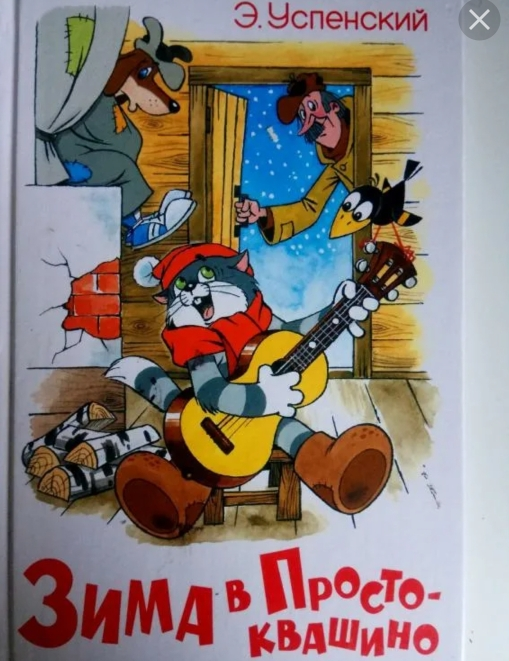 Э. Успенский
Зима в Просто-
квашино